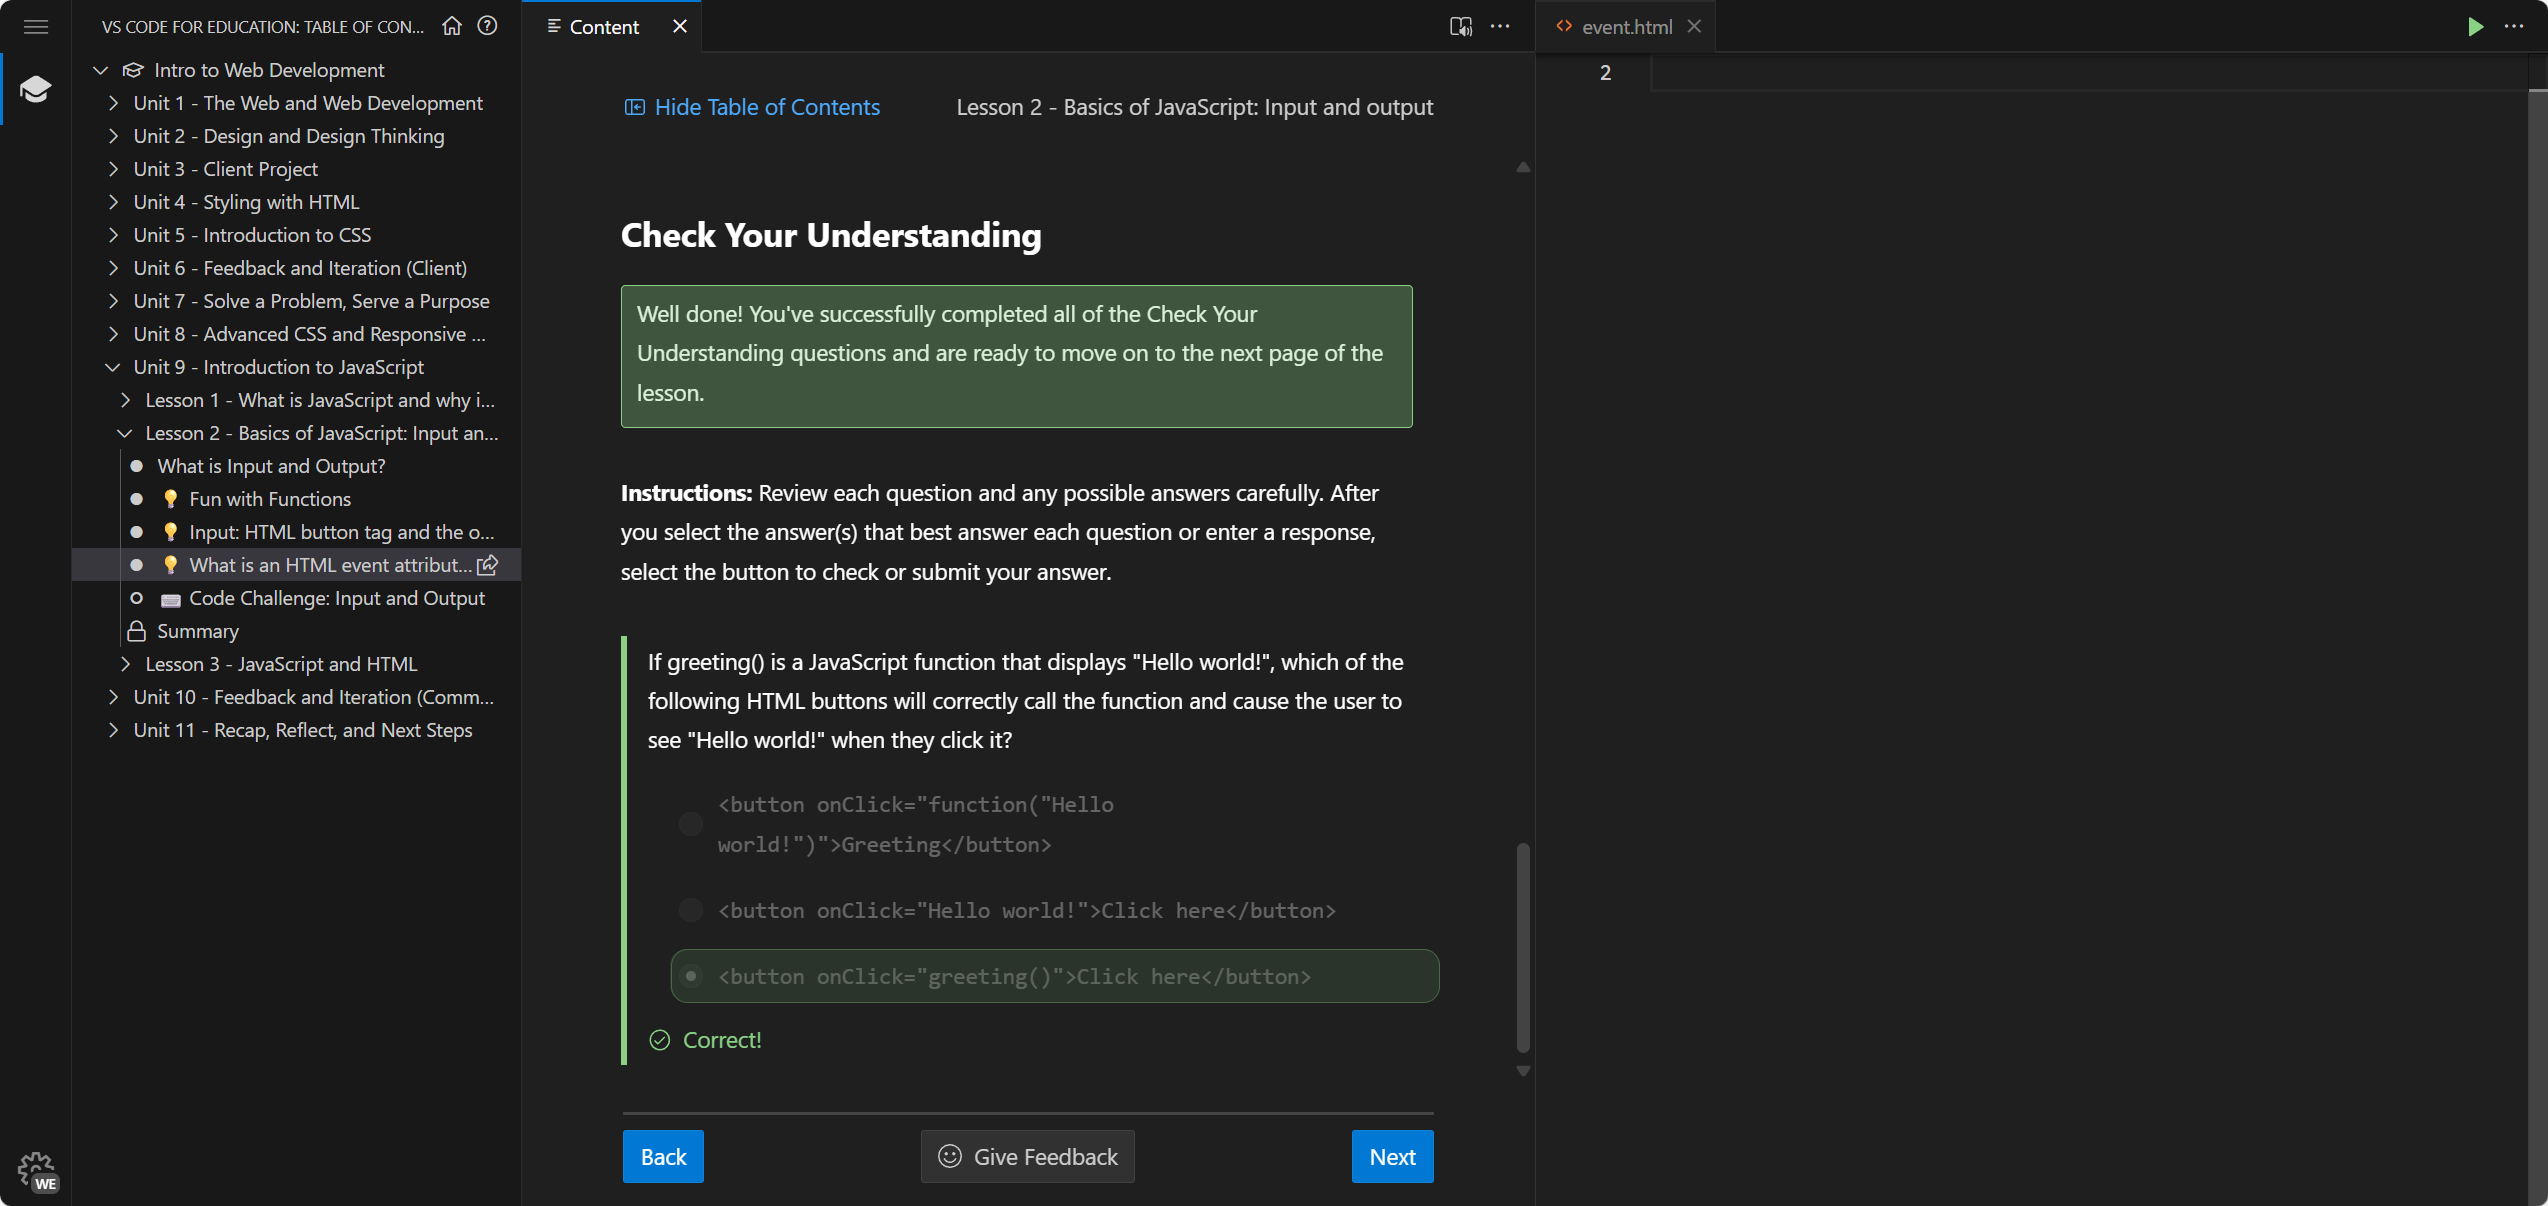 VS CODE FOR EDUCATION: TABLE OF CON...
Intro to Web Development
Unit 1 - The Web and Web Development
Unit 2 - Design and Design Thinking
Unit 3 - Client Project
Unit 4 - Styling with HTML
Unit 5 - Introduction to CSS
Unit 6 - Feedback and Iteration (Client)
Unit 7 - Solve a Problem, Serve a Purpose
Unit 8 - Advanced CSS and Responsive ...
Unit 9 - Introduction to JavaScript
Lesson 1 - What is JavaScript and why i...
Lesson 2 - Basics of JavaScript: Input an...
What is Input and Output?
Fun with Functions
Input: HTML button tag and the o...
What is an HTML event attribut...
Code Challenge: Input and Output
Summary
Lesson 3 - JavaScript and HTML
Unit 10 - Feedback and Iteration (Comm...
Unit 11 - Recap, Reflect, and Next Steps
WE
Content
Hide Table of Contents
Lesson 2 - Basics of JavaScript: Input and output
Check Your Understanding
Well done! You've successfully completed all of the Check Your
Understanding questions and are ready to move on to the next page of the
lesson.
Instructions: Review each question and any possible answers carefully. After
you select the answer(s) that best answer each question or enter a response,
select the button to check or submit your answer.
If greeting() is a JavaScript function that displays "Hello world!", which of the
following HTML buttons will correctly call the function and cause the user to
see "Hello world!" when they click it?
<button onClick="function("Hello
world!")">Greeting</button>
<button onClick="Hello world!">Click here</button>
<button onClick="greeting()">Click here</button>
Correct!
Back
Give Feedback
Next
event.html
2